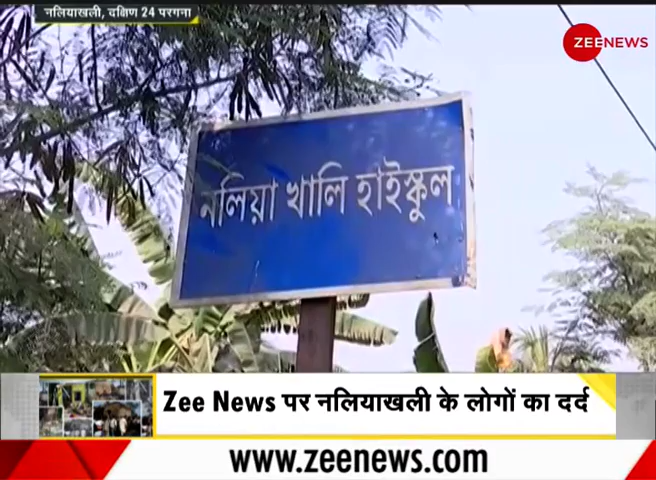 नलियाखली, दक्षिण 24 परगना
ZEENEWS
নলিয়া খালি হাইস্কুল
Zee News पर नलियाखली के लोगों का दर्द
www.zeenews.com